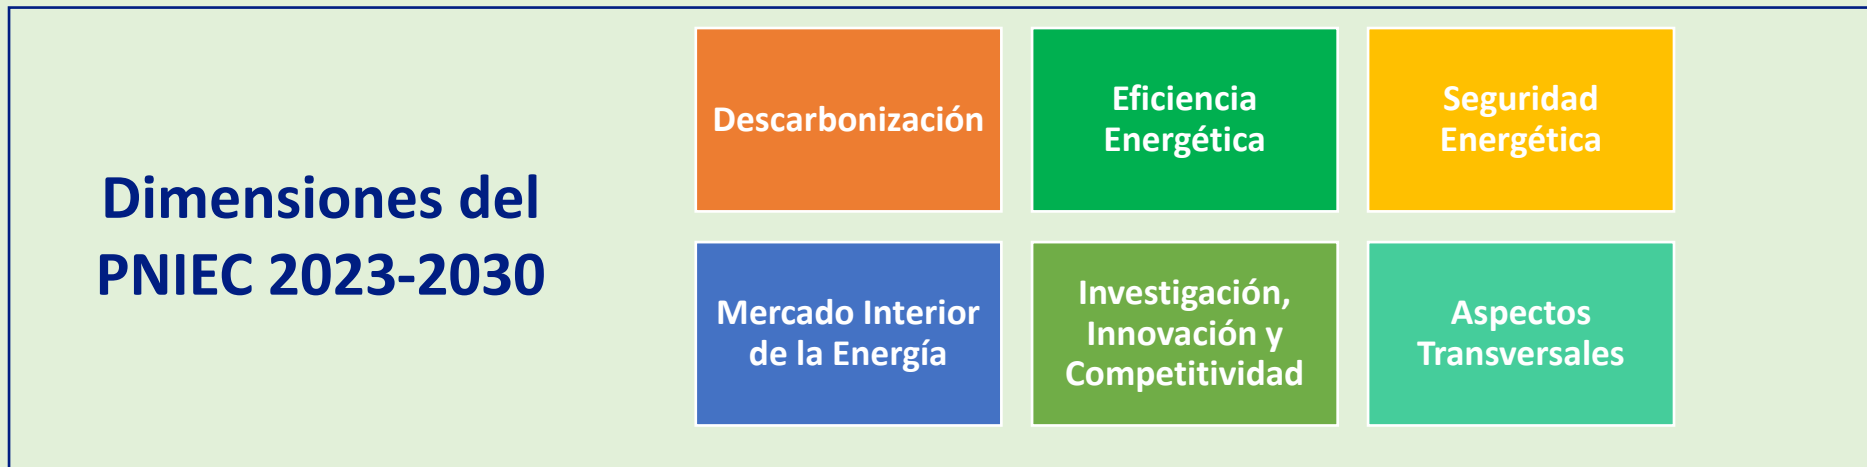 Dimensiones del
PNIEC 2023-2030
Descarbonización
Eficiencia
Energética
Seguridad
Energética
Mercado Interior
de la Energía
Investigación,
Innovación y
Competitividad
Aspectos
Transversales